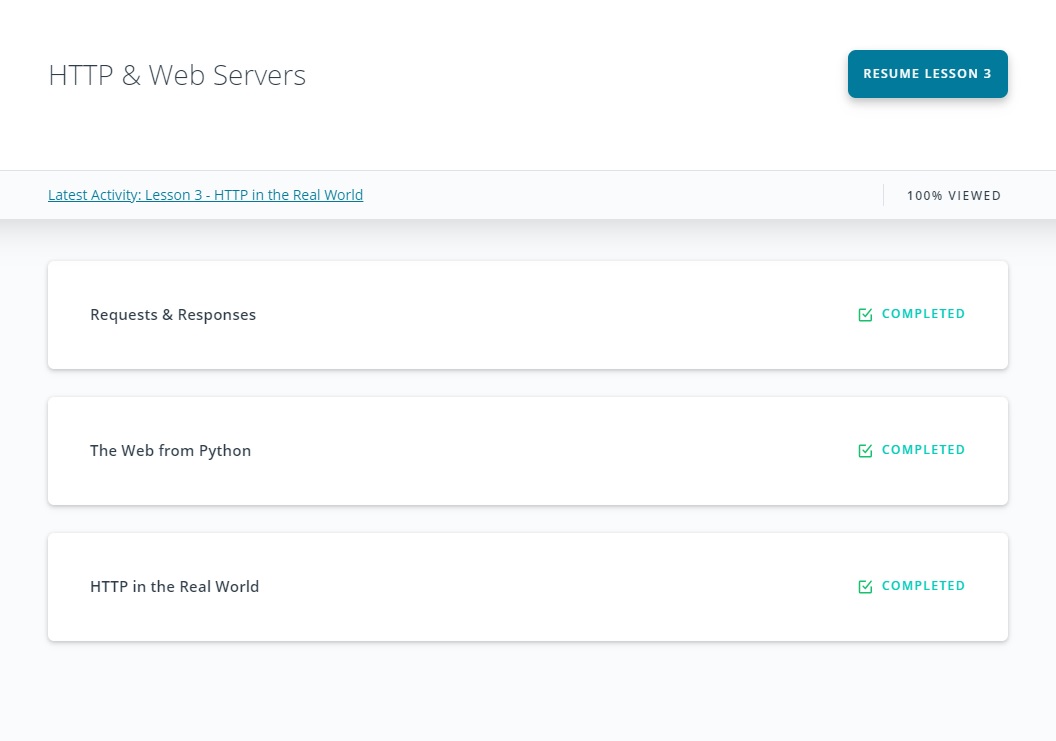 HTTP & Web Servers
RESUME LESSON 3
Latest Activity: Lesson 3 - HTTP in the Real World
100% VIEWED
Requests & Responses
COMPLETED
The Web from Python
COMPLETED
HTTP in the Real World
COMPLETED